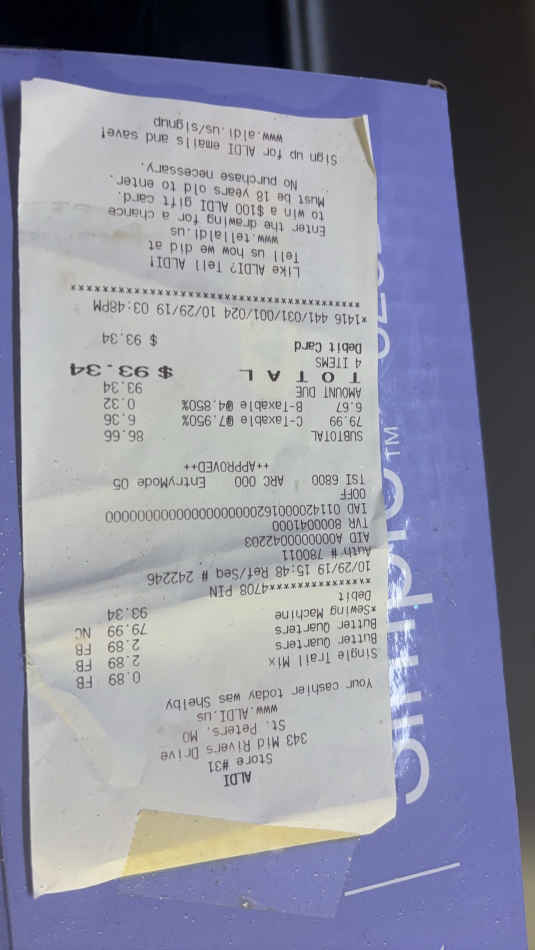 ALDI
Store #31
343 Mid Rivers Drive
St. Peters, MO
www.ALDI.us
Your cashier today was Shelby
Single Trail Mix 0.89 FB
Butter Quarters 2.89 FB
Butter Quarters 2.89 FB
*Sewing Machine 79.99 NC
Debit 93.34
****************4708 PIN
10/29/19 15:48 Ref/Seq # 242246
Auth # 780011
AID A0000000042203
TVR 8000041000
IAD
00FF
TSI 6800 ARC 000 EntryMode 05
++APPROVED++
SUBTOTAL 86.66
79.99 C-Taxable @7.950% 6.36
6.67 B-Taxable @4.850% 0.32
AMOUNT DUE 93.34
TOTAL $ 93.34
4 ITEMS
Debit Card $ 93.34
*1416 441/031/001/024 10/29/19 03:48PM
Like ALDI? Tell ALDI!
Tell us how we did at
www.tellaldi.us
Enter the drawing for a chance
to win a $100 ALDI gift card.
Must be 18 years old to enter.
No purchase necessary.
Sign up for ALDI emails and save!
www.aldi.us/signup
TM